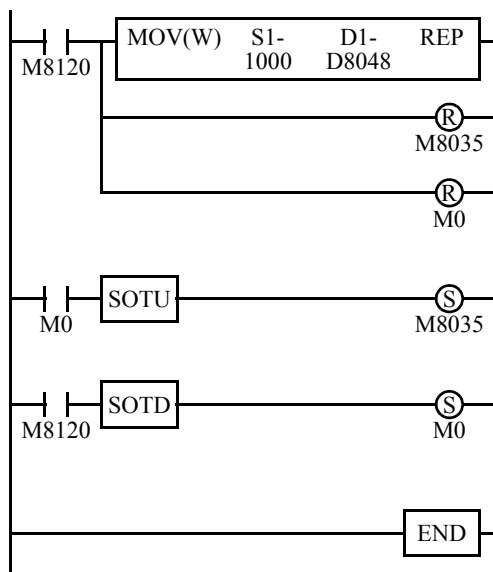 MOV(W) S1- D1- REP
M8120 1000 D8048
R
M8035
R
M0
SOTU S
M0 M8035
SOTD S
M8120 M0
END